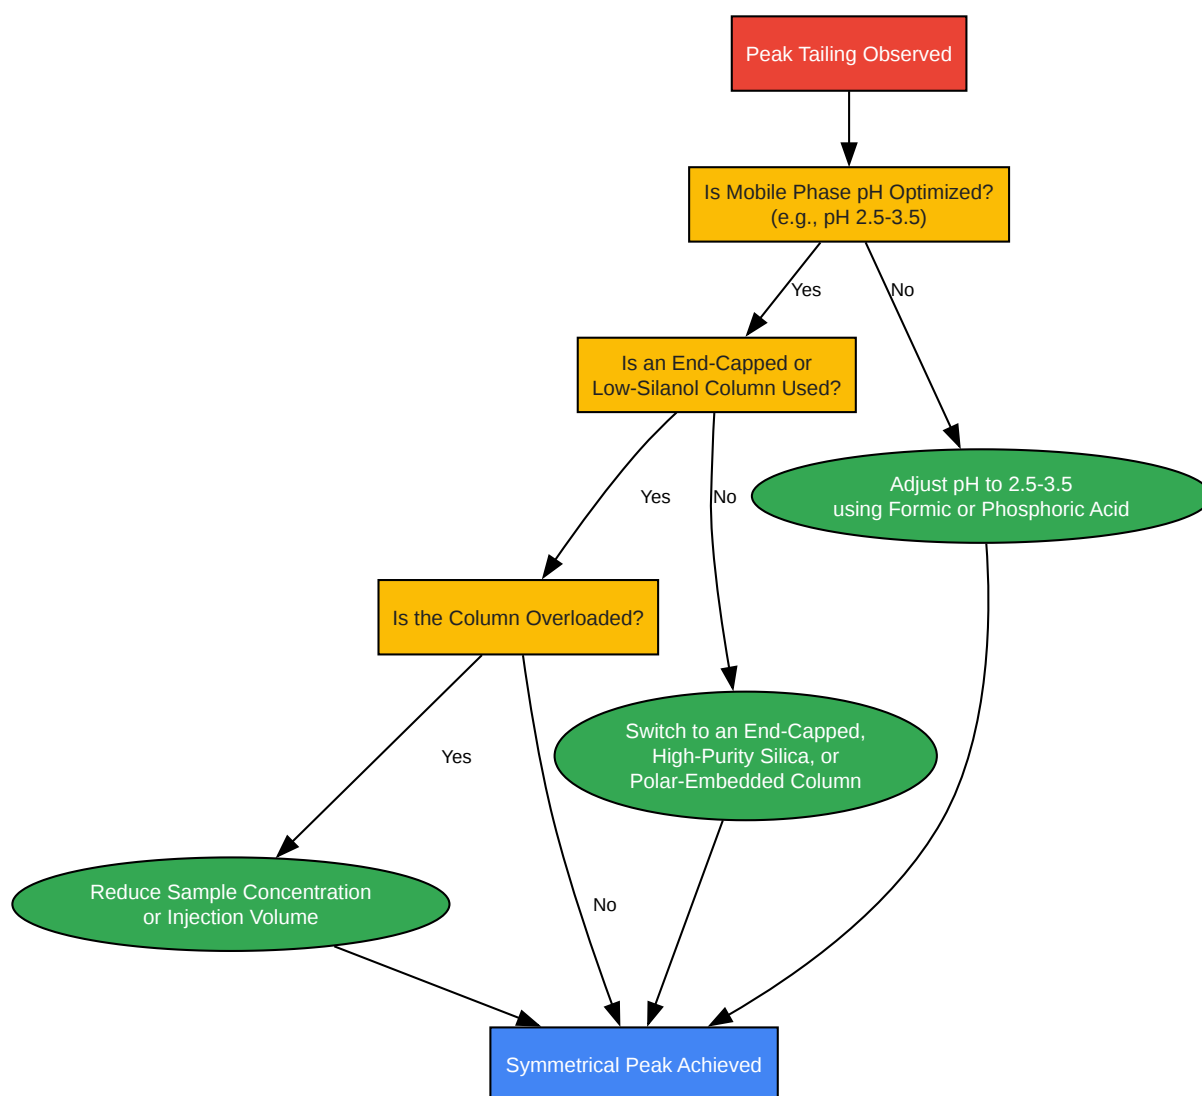 Peak Tailing Observed
Is Mobile Phase pH Optimized?
(e.g., pH 2.5-3.5)
Yes
No
Is an End-Capped or
Low-Silanol Column Used?
Yes
No
Adjust pH to 2.5-3.5
using Formic or Phosphoric Acid
Is the Column Overloaded?
Yes
Switch to an End-Capped,
High-Purity Silica, or
Polar-Embedded Column
Reduce Sample Concentration
or Injection Volume
No
Symmetrical Peak Achieved